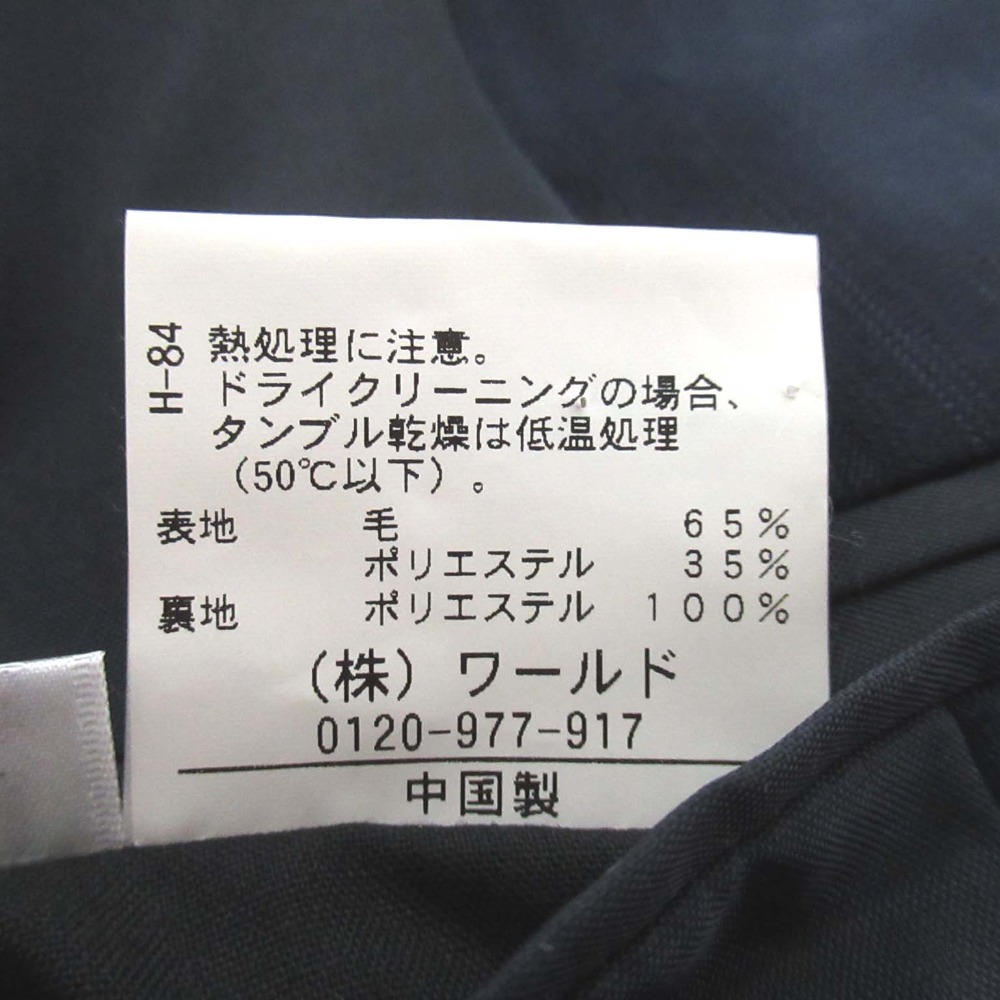 H-84
熱処理に注意。
ドライクリーニングの場合、
タンブル乾燥は低温処理
（50℃以下）。
表地 毛 65%
ポリエステル 35%
裏地 ポリエステル 100%
（株）ワールド
0120-977-917
中国製